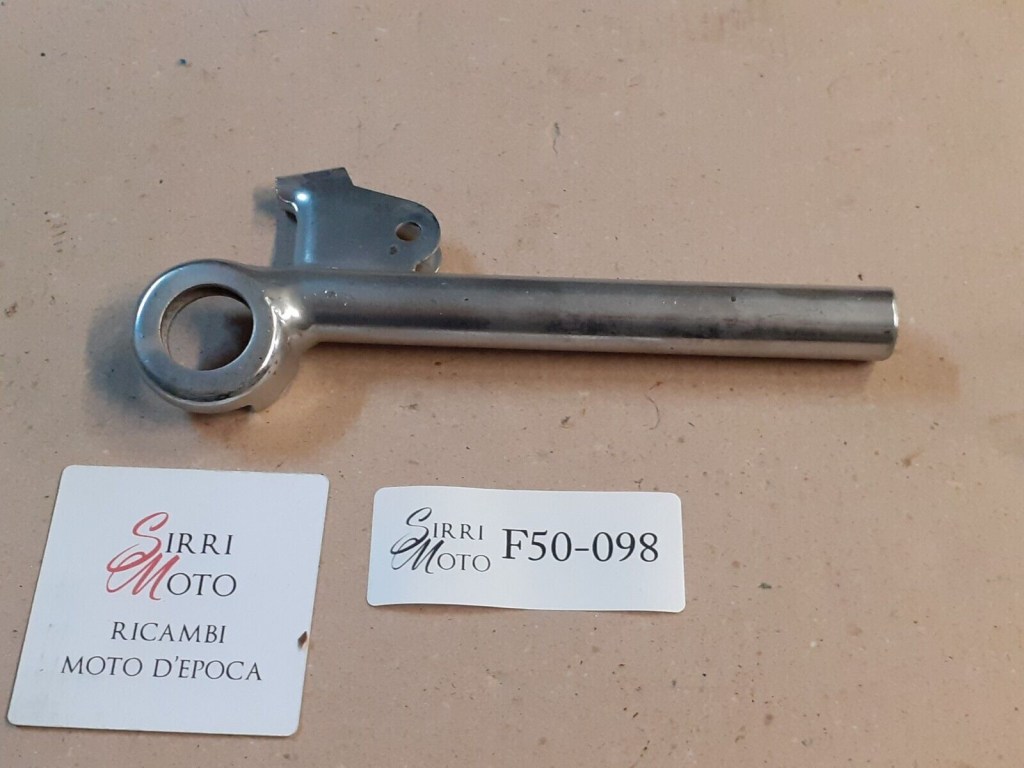 SIRRI
MOTO
RICAMBI
MOTO D'EPOCA
SIRRI
MOTO
F50-098